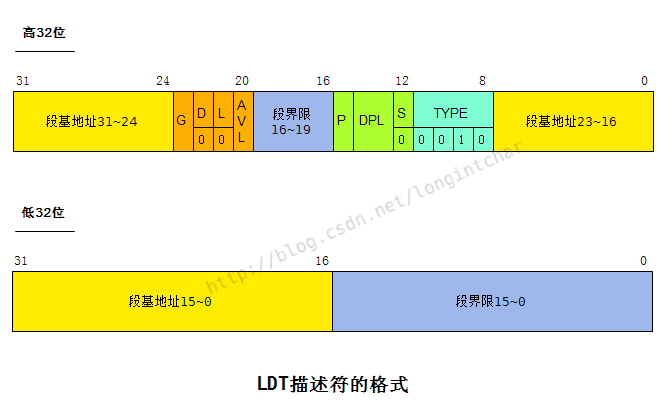 高32位
31 24 20 16 12 8 0
段基地址31~24 G D L AVL 段界限 P DPL S TYPE 段基地址23~16
16~19
0 0 0 0 0 1 0
低32位
31 16 0
段基地址15~0 段界限15~0
http://blog.csdn.net/longintchar
LDT描述符的格式